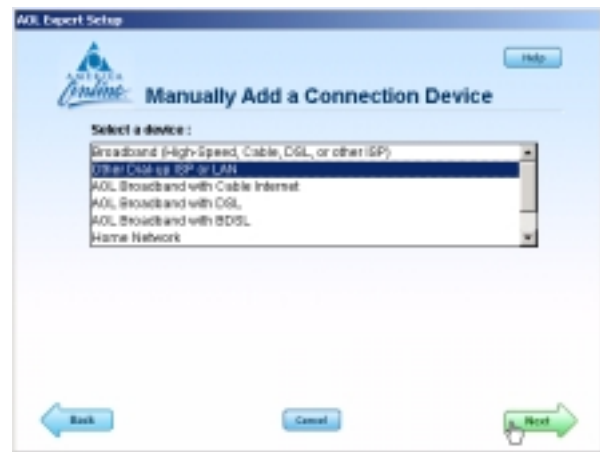 AOL Expert Setup
Help
AMERICA
Online
Manually Add a Connection Device
Select a device :
Broadband (High-Speed, Cable, DSL, or other ISP)
Other Dial-up ISP or LAN
AOL Broadband with Cable Internet
AOL Broadband with DSL
AOL Broadband with BDSL
Home Network
Back
Cancel
Next